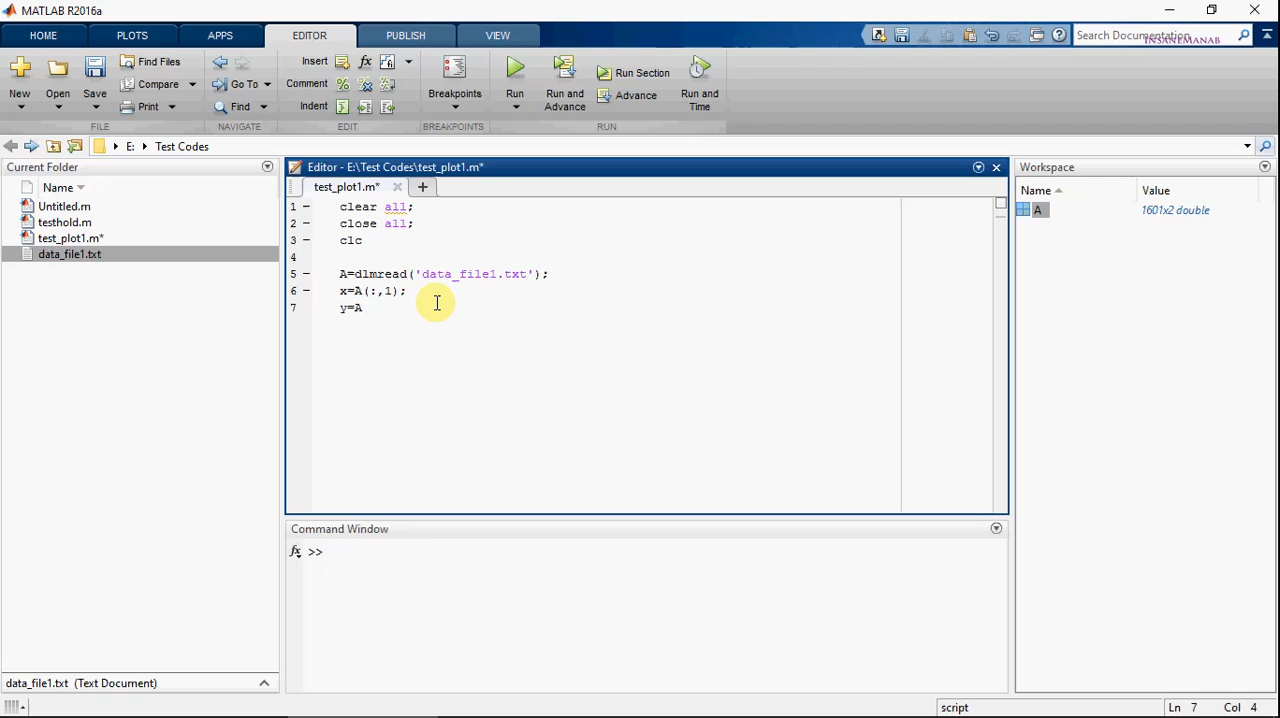 MATLAB R2016a
HOME PLOTS APPS EDITOR PUBLISH VIEW
Search Documentation
INSANEMANAB
New Open Save Find Files Compare Print
Go To Find
Insert Comment Indent
Breakpoints
Run Run and Advance Run Section Advance Run and Time
FILE NAVIGATE EDIT BREAKPOINTS RUN
E: Test Codes
Current Folder
Name
Untitled.m
testhold.m
test_plot1.m*
data_file1.txt
data_file1.txt (Text Document)
Editor - E:\Test Codes\test_plot1.m*
test_plot1.m*
1 - clear all;
2 - close all;
3 - clc
4
5 - A=dlmread('data_file1.txt');
6 - x=A(:,1);
7 y=A
Command Window
fx >>
Workspace
Name Value
A 1601x2 double
script Ln 7 Col 4